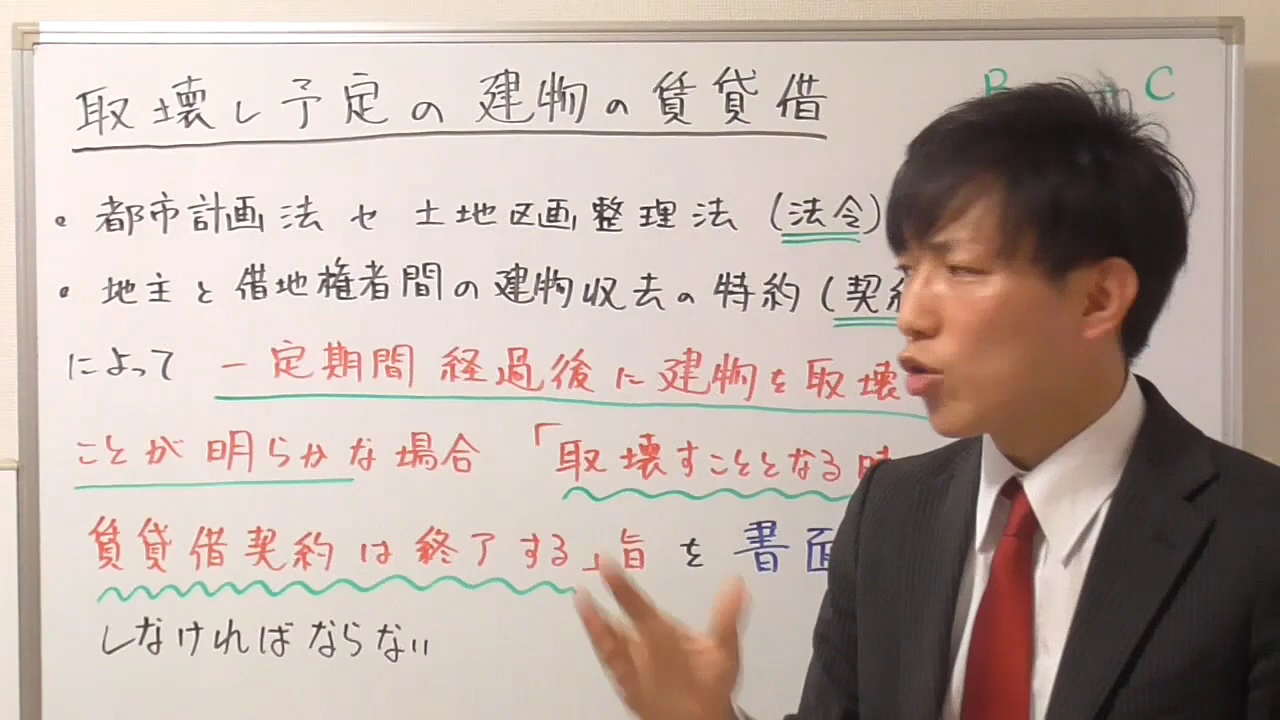 取壊し予定の建物の賃貸借
B C
• 都市計画法や土地区画整理法(法令)
• 地主と借地権者間の建物収去の特約(契約
によって 一定期間経過後に建物を取壊
ことが明らかな場合 「取壊すこととなる時
賃貸借契約は終了する」旨を書面
しなければならない